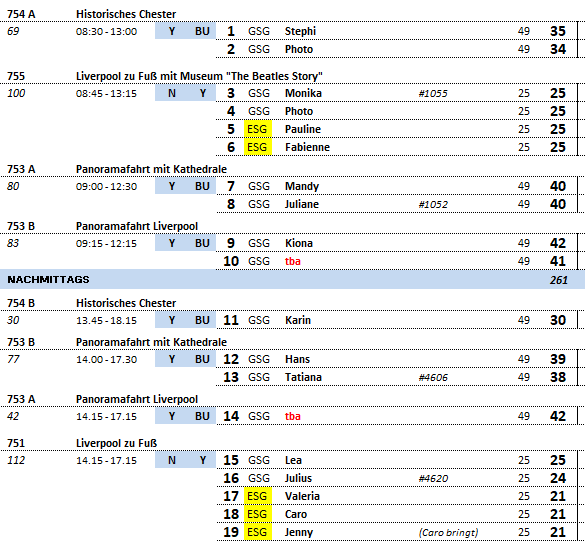 754 A Historisches Chester
69 08:30 - 13:00 Y BU 1 GSG Stephi 49 35
2 GSG Photo 49 34
755 Liverpool zu Fuß mit Museum "The Beatles Story"
100 08:45 - 13:15 N Y 3 GSG Monika #1055 25 25
4 GSG Photo 25 25
5 ESG Pauline 25 25
6 ESG Fabienne 25 25
753 A Panoramafahrt mit Kathedrale
80 09:00 - 12:30 Y BU 7 GSG Mandy 49 40
8 GSG Juliane #1052 49 40
753 B Panoramafahrt Liverpool
83 09:15 - 12:15 Y BU 9 GSG Kiona 49 42
10 GSG tba 49 41
NACHMITTAGS 261
754 B Historisches Chester
30 13.45 - 18.15 Y BU 11 GSG Karin 49 30
753 B Panoramafahrt mit Kathedrale
77 14.00 - 17.30 Y BU 12 GSG Hans 49 39
13 GSG Tatiana #4606 49 38
753 A Panoramafahrt Liverpool
42 14.15 - 17.15 Y BU 14 GSG tba 49 42
751 Liverpool zu Fuß
112 14.15 - 17.15 N Y 15 GSG Lea 25 25
16 GSG Julius #4620 25 24
17 ESG Valeria 25 21
18 ESG Caro 25 21
19 ESG Jenny (Caro bringt) 25 21